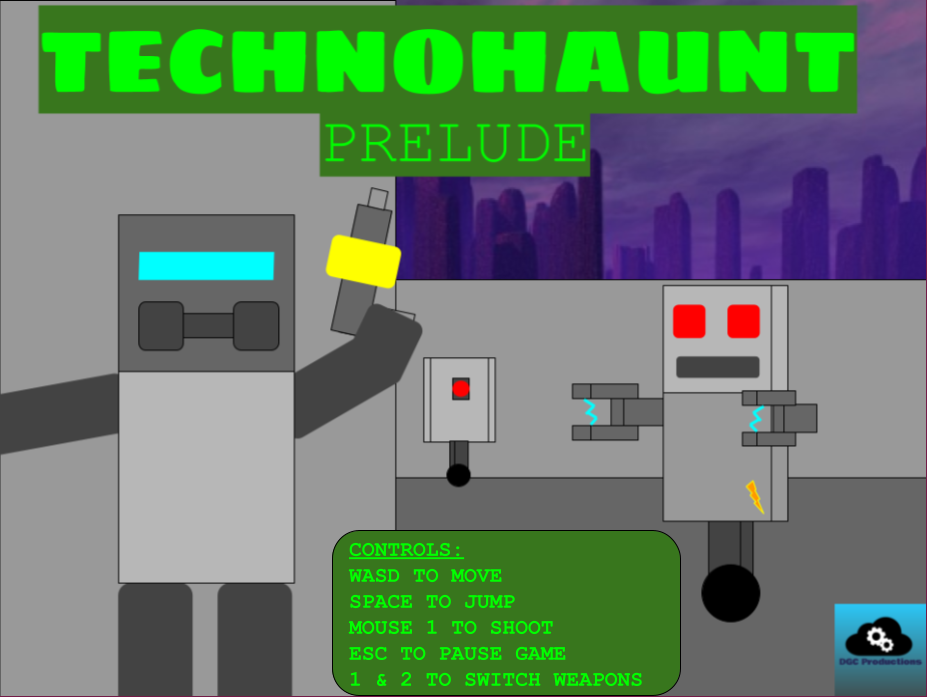 TECHNOHAUNT
PRELUDE
CONTROLS:
WASD TO MOVE
SPACE TO JUMP
MOUSE 1 TO SHOOT
ESC TO PAUSE GAME
1 & 2 TO SWITCH WEAPONS
DGC Productions